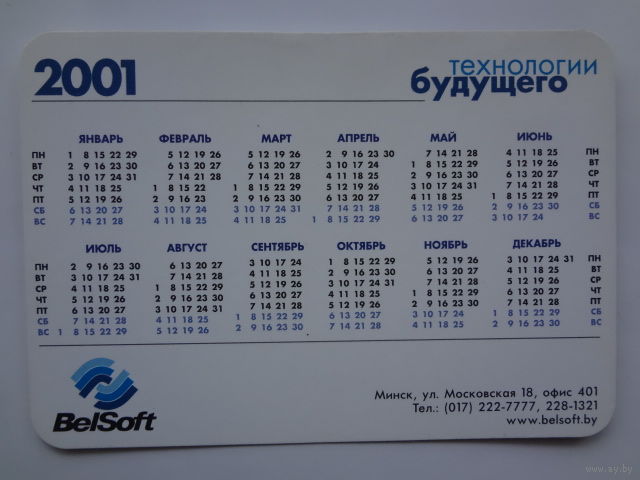 2001
технологии
будущего
ЯНВАРЬ ФЕВРАЛЬ МАРТ АПРЕЛЬ МАЙ ИЮНЬ
ПН 1 8 15 22 29 5 12 19 26 5 12 19 26 2 9 16 23 30 7 14 21 28 4 11 18 25 ПН
ВТ 2 9 16 23 30 6 13 20 27 6 13 20 27 3 10 17 24 1 8 15 22 29 5 12 19 26 ВТ
СР 3 10 17 24 31 7 14 21 28 7 14 21 28 4 11 18 25 2 9 16 23 30 6 13 20 27 СР
ЧТ 4 11 18 25 1 8 15 22 1 8 15 22 29 5 12 19 26 3 10 17 24 31 7 14 21 28 ЧТ
ПТ 5 12 19 26 2 9 16 23 2 9 16 23 30 6 13 20 27 4 11 18 25 1 8 15 22 29 ПТ
СБ 6 13 20 27 3 10 17 24 3 10 17 24 31 7 14 21 28 5 12 19 26 2 9 16 23 30 СБ
ВС 7 14 21 28 4 11 18 25 4 11 18 25 1 8 15 22 29 6 13 20 27 3 10 17 24 ВС
ИЮЛЬ АВГУСТ СЕНТЯБРЬ ОКТЯБРЬ НОЯБРЬ ДЕКАБРЬ
ПН 2 9 16 23 30 6 13 20 27 3 10 17 24 1 8 15 22 29 5 12 19 26 3 10 17 24 31 ПН
ВТ 3 10 17 24 31 7 14 21 28 4 11 18 25 2 9 16 23 30 6 13 20 27 4 11 18 25 ВТ
СР 4 11 18 25 1 8 15 22 29 5 12 19 26 3 10 17 24 31 7 14 21 28 5 12 19 26 СР
ЧТ 5 12 19 26 2 9 16 23 30 6 13 20 27 4 11 18 25 1 8 15 22 29 6 13 20 27 ЧТ
ПТ 6 13 20 27 3 10 17 24 31 7 14 21 28 5 12 19 26 2 9 16 23 30 7 14 21 28 ПТ
СБ 7 14 21 28 4 11 18 25 1 8 15 22 29 6 13 20 27 3 10 17 24 1 8 15 22 29 СБ
ВС 1 8 15 22 29 5 12 19 26 2 9 16 23 30 7 14 21 28 4 11 18 25 2 9 16 23 30 ВС
BelSoft
Минск, ул. Московская 18, офис 401
Тел.: (017) 222-7777, 228-1321
www.belsoft.by
www.ay.by